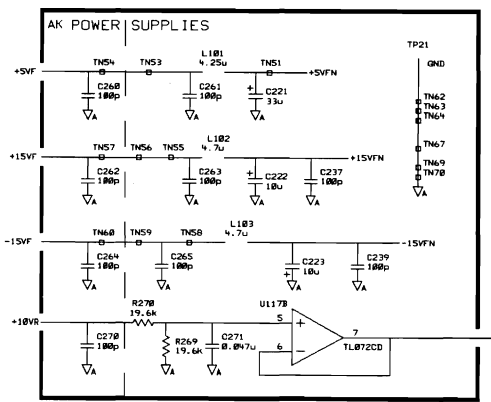 AK POWER SUPPLIES
TP21
GND
L101
4.25u
+5VF
TN54
TN53
TN51
+5VFN
C260
100p
C261
100p
+
C221
33u
A
A
A
TN62
TN63
TN64
TN67
TN69
TN70
A
L102
4.7u
+15VF
TN57
TN56
TN55
+15VFN
C262
100p
C263
100p
+
C222
10u
C237
100p
A
A
A
A
L103
4.7u
-15VF
TN60
TN59
TN58
-15VFN
C264
100p
C265
100p
C223
10u
+
C239
100p
A
A
A
A
R270
19.6k
U117B
+10VR
5
+
7
6
-
TL072CD
C270
100p
R269
19.6k
C271
0.047u
A
A
A